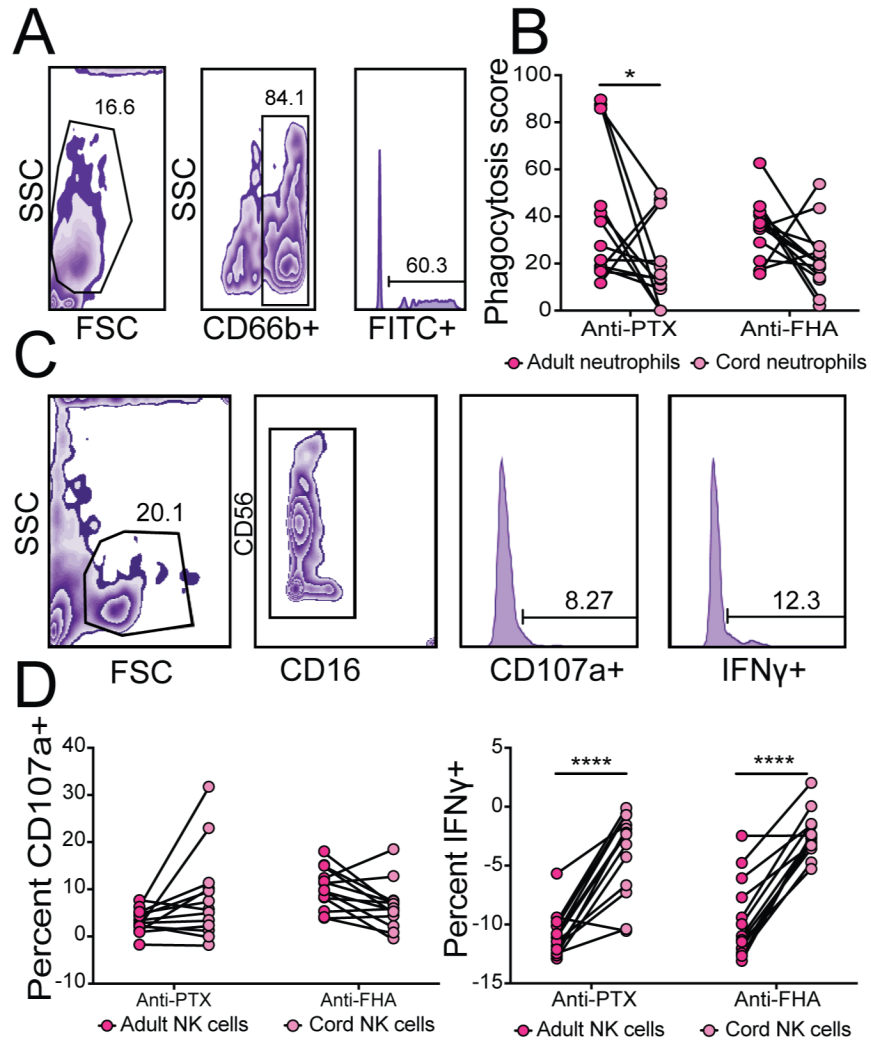 A
B
16.6
84.1
60.3
SSC
SSC
FSC
CD66b+
FITC+
Phagocytosis score
100
80
60
40
20
0
*
Anti-PTX
Anti-FHA
Adult neutrophils
Cord neutrophils
C
SSC
20.1
FSC
CD56
CD16
8.27
CD107a+
12.3
IFNγ+
D
Percent CD107a+
40
30
20
10
0
-10
Anti-PTX
Anti-FHA
Adult NK cells
Cord NK cells
Percent IFNγ+
5
0
-5
-10
-15
****
****
Anti-PTX
Anti-FHA
Adult NK cells
Cord NK cells